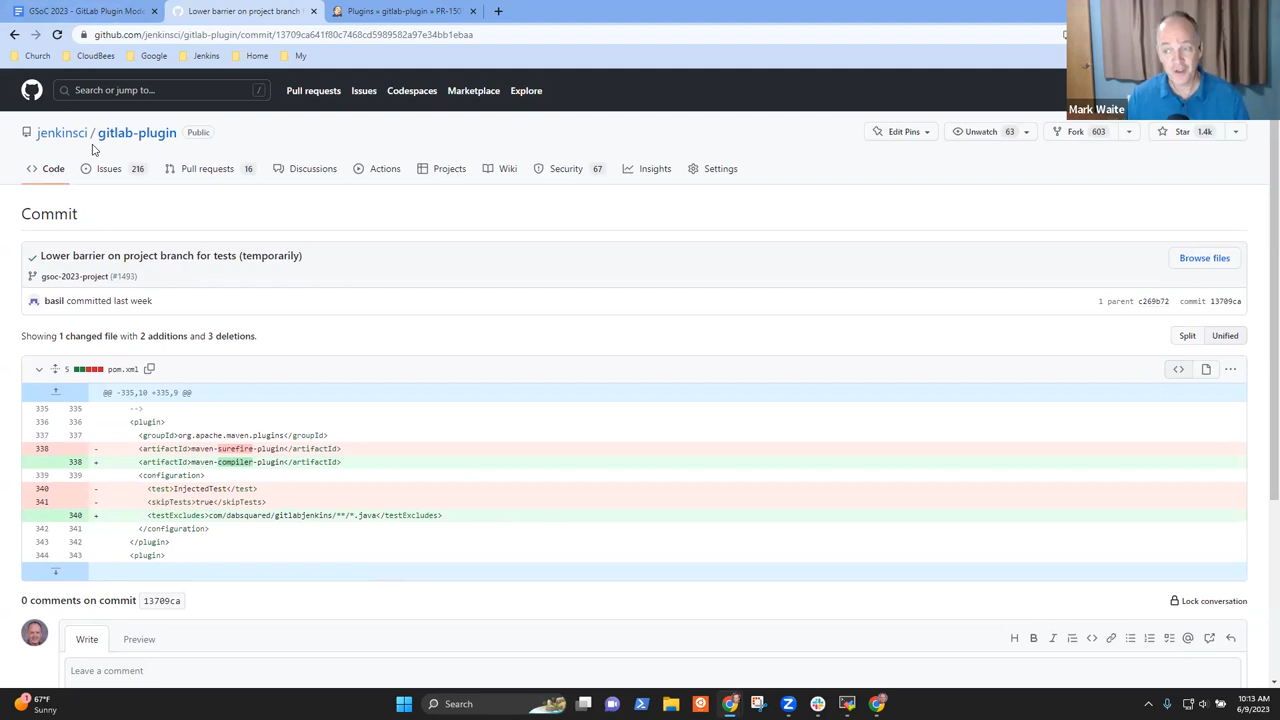 GSoC 2023 - GitLab Plugin Mode
Lower barrier on project branch
Plugins » gitlab-plugin » PR-150
github.com/jenkinsci/gitlab-plugin/commit/13709ca641f80c7468cd5989582a97e34bb1ebaa
Church CloudBees Google Jenkins Home My
Search or jump to... /
Pull requests Issues Codespaces Marketplace Explore
Mark Waite
jenkinsci / gitlab-plugin Public
Edit Pins Unwatch 63 Fork 603 Star 1.4k
Code Issues 216 Pull requests 16 Discussions Actions Projects Wiki Security 67 Insights Settings
Commit
Lower barrier on project branch for tests (temporarily)
Browse files
gsoc-2023-project (#1493)
basil committed last week
1 parent c269b72 commit 13709ca
Showing 1 changed file with 2 additions and 3 deletions.
Split Unified
5 pom.xml
@@ -335,10 +335,9 @@
335 335 -->
336 336 <plugin>
337 337 <groupId>org.apache.maven.plugins</groupId>
338 - <artifactId>maven-surefire-plugin</artifactId>
338 + <artifactId>maven-compiler-plugin</artifactId>
339 339 <configuration>
340 - <test>InjectedTest</test>
341 - <skipTests>true</skipTests>
340 + <testExcludes>com/dabsquared/gitlabjenkins/**/*.java</testExcludes>
342 341 </configuration>
343 342 </plugin>
344 343 <plugin>
0 comments on commit 13709ca
Lock conversation
Write Preview
Leave a comment
67°F
Sunny
Search
10:13 AM
6/9/2023